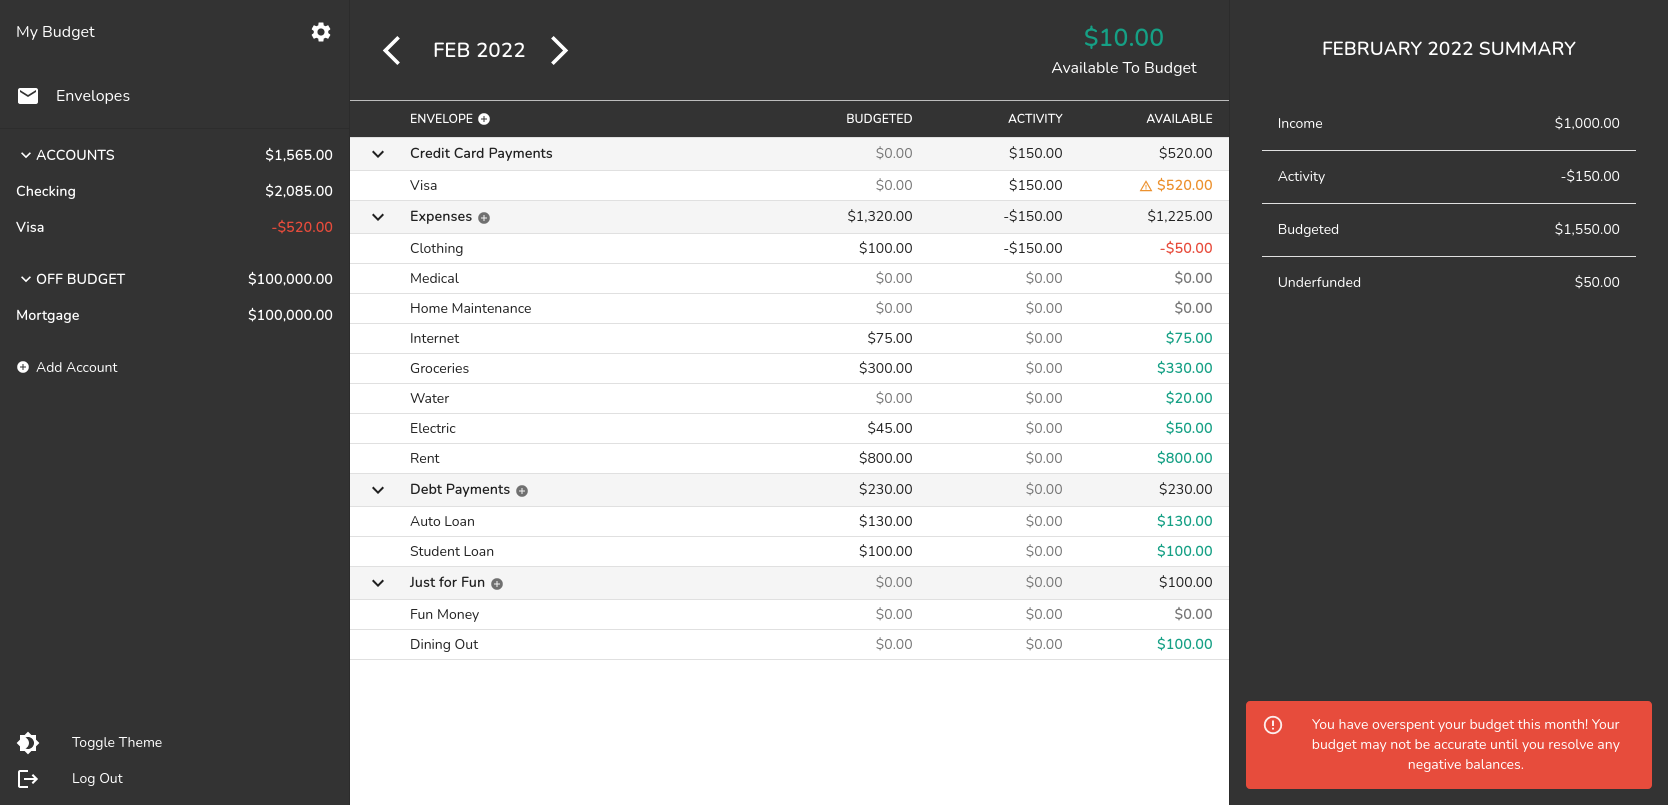 My Budget
Envelopes
ACCOUNTS $1,565.00
Checking $2,085.00
Visa -$520.00
OFF BUDGET $100,000.00
Mortgage $100,000.00
Add Account
Toggle Theme
Log Out
FEB 2022
$10.00
Available To Budget
ENVELOPE BUDGETED ACTIVITY AVAILABLE
Credit Card Payments $0.00 $150.00 $520.00
Visa $0.00 $150.00 $520.00
Expenses $1,320.00 -$150.00 $1,225.00
Clothing $100.00 -$150.00 -$50.00
Medical $0.00 $0.00 $0.00
Home Maintenance $0.00 $0.00 $0.00
Internet $75.00 $0.00 $75.00
Groceries $300.00 $0.00 $330.00
Water $0.00 $0.00 $20.00
Electric $45.00 $0.00 $50.00
Rent $800.00 $0.00 $800.00
Debt Payments $230.00 $0.00 $230.00
Auto Loan $130.00 $0.00 $130.00
Student Loan $100.00 $0.00 $100.00
Just for Fun $0.00 $0.00 $100.00
Fun Money $0.00 $0.00 $0.00
Dining Out $0.00 $0.00 $100.00
FEBRUARY 2022 SUMMARY
Income $1,000.00
Activity -$150.00
Budgeted $1,550.00
Underfunded $50.00
You have overspent your budget this month! Your
budget may not be accurate until you resolve any
negative balances.